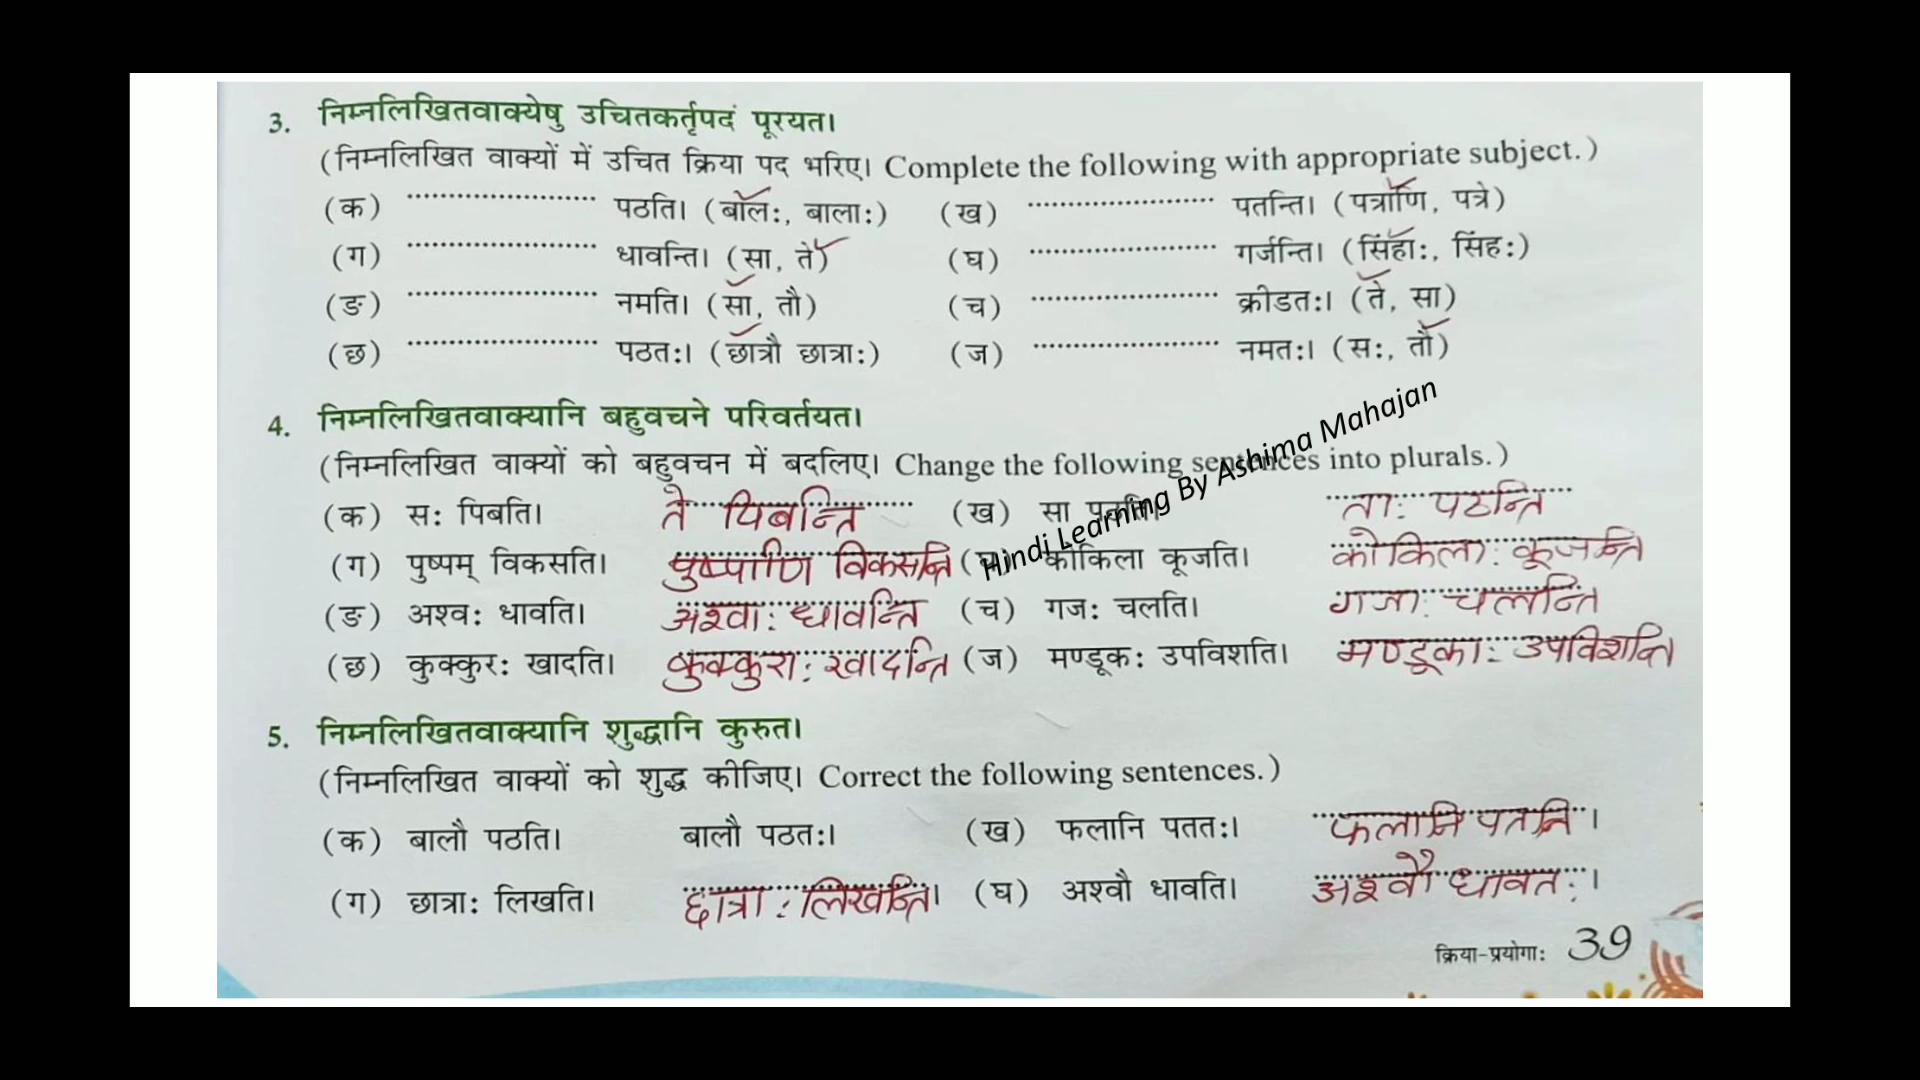 3. निम्नलिखितवाक्येषु उचितकर्तृपदं पूरयत।
(निम्नलिखित वाक्यों में उचित क्रिया पद भरिए। Complete the following with appropriate subject.)
(क) ........................ पठति। (बालः, बालाः) (ख) ........................ पतन्ति। (पत्राणि, पत्रे)
(ग) ........................ धावन्ति। (सा, ते) (घ) ........................ गर्जन्ति। (सिंहाः, सिंहः)
(ङ) ........................ नमति। (सा, तौ) (च) ........................ क्रीडतः। (ते, सा)
(छ) ........................ पठतः। (छात्रौ छात्राः) (ज) ........................ नमतः। (सः, तौ)
4. निम्नलिखितवाक्यानि बहुवचने परिवर्तयत।
(निम्नलिखित वाक्यों को बहुवचन में बदलिए। Change the following sentences into plurals.)
(क) सः पिबति। ते पिबन्ति (ख) सा ताः पठन्ति
(ग) पुष्पम् विकसति। पुष्पाणि विकसन्ति (घ) कोकिला कूजति। कोकिलाः कूजन्ति
(ङ) अश्वः धावति। अश्वाः धावन्ति (च) गजः चलति। गजाः चलन्ति
(छ) कुक्कुरः खादति। कुक्कुराः खादन्ति (ज) मण्डूकः उपविशति। मण्डूकाः उपविशन्ति
Hindi Learning By Ashima Mahajan
5. निम्नलिखितवाक्यानि शुद्धानि कुरुत।
(निम्नलिखित वाक्यों को शुद्ध कीजिए। Correct the following sentences.)
(क) बालौ पठति। बालौ पठतः। (ख) फलानि पततः। फलानि पतन्ति।
(ग) छात्राः लिखति। छात्राः लिखन्ति। (घ) अश्वौ धावति। अश्वौ धावतः।
क्रिया-प्रयोगाः 39